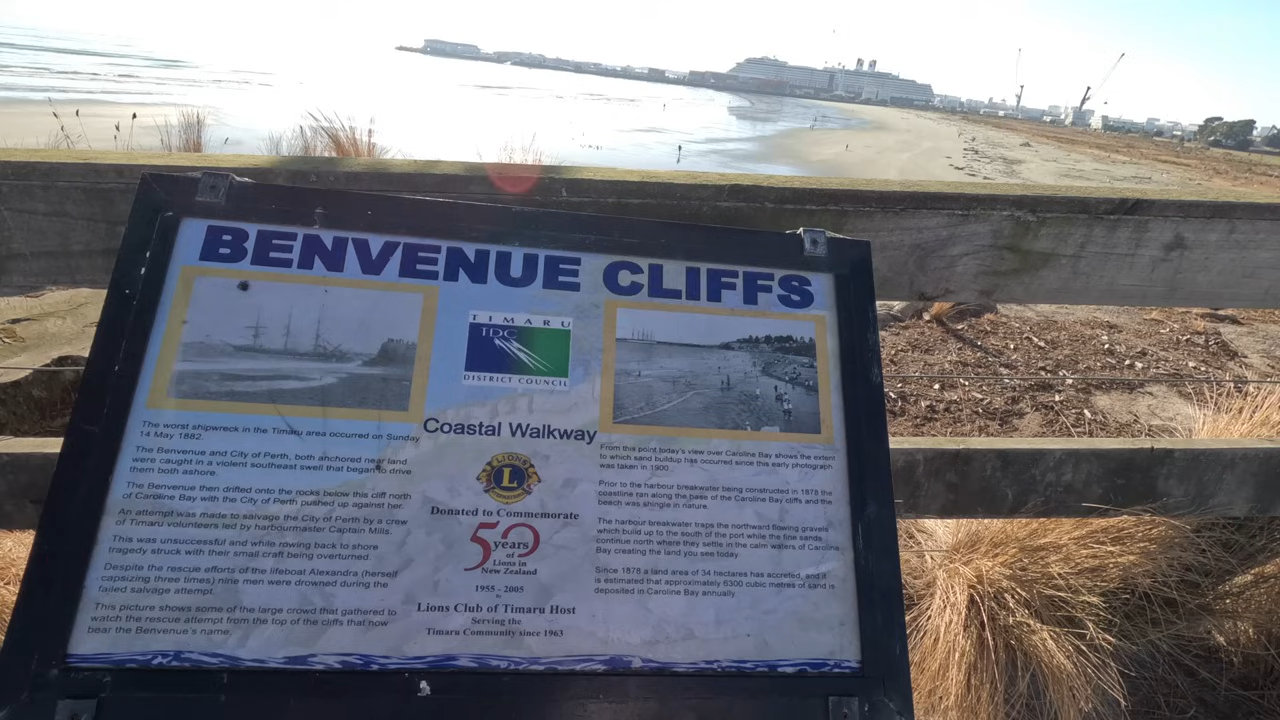 BENVENUE CLIFFS
The worst shipwreck in the Timaru area occurred on Sunday
14 May 1882.
The Benvenue and City of Perth, both anchored near land
were caught in a violent southeast swell that began to drive
them both ashore.
The Benvenue then drifted onto the rocks below this cliff north
of Caroline Bay with the City of Perth pushed up against her.
An attempt was made to salvage the City of Perth by a crew
of Timaru volunteers led by harbourmaster Captain Mills.
This was unsuccessful and while rowing back to shore
tragedy struck with their small craft being overturned.
Despite the rescue efforts of the lifeboat Alexandra (herself
capsizing three times) nine men were drowned during the
failed salvage attempt.
This picture shows some of the large crowd that gathered to
watch the rescue attempt from the top of the cliffs that now
bear the Benvenue's name.
TIMARU
TDC
DISTRICT COUNCIL
Coastal Walkway
LIONS
L
INTERNATIONAL
Donated to Commemorate
50
years
of
Lions in
New Zealand
1955 - 2005
by
Lions Club of Timaru Host
Serving the
Timaru Community since 1963
From this point today's view over Caroline Bay shows the extent
to which sand buildup has occurred since this early photograph
was taken in 1900.
Prior to the harbour breakwater being constructed in 1878 the
coastline ran along the base of the Caroline Bay cliffs and the
beach was shingle in nature.
The harbour breakwater traps the northward flowing gravels
which build up to the south of the port while the fine sands
continue north where they settle in the calm waters of Caroline
Bay creating the land you see today.
Since 1878 a land area of 34 hectares has accreted, and it
is estimated that approximately 6300 cubic metres of sand is
deposited in Caroline Bay annually.